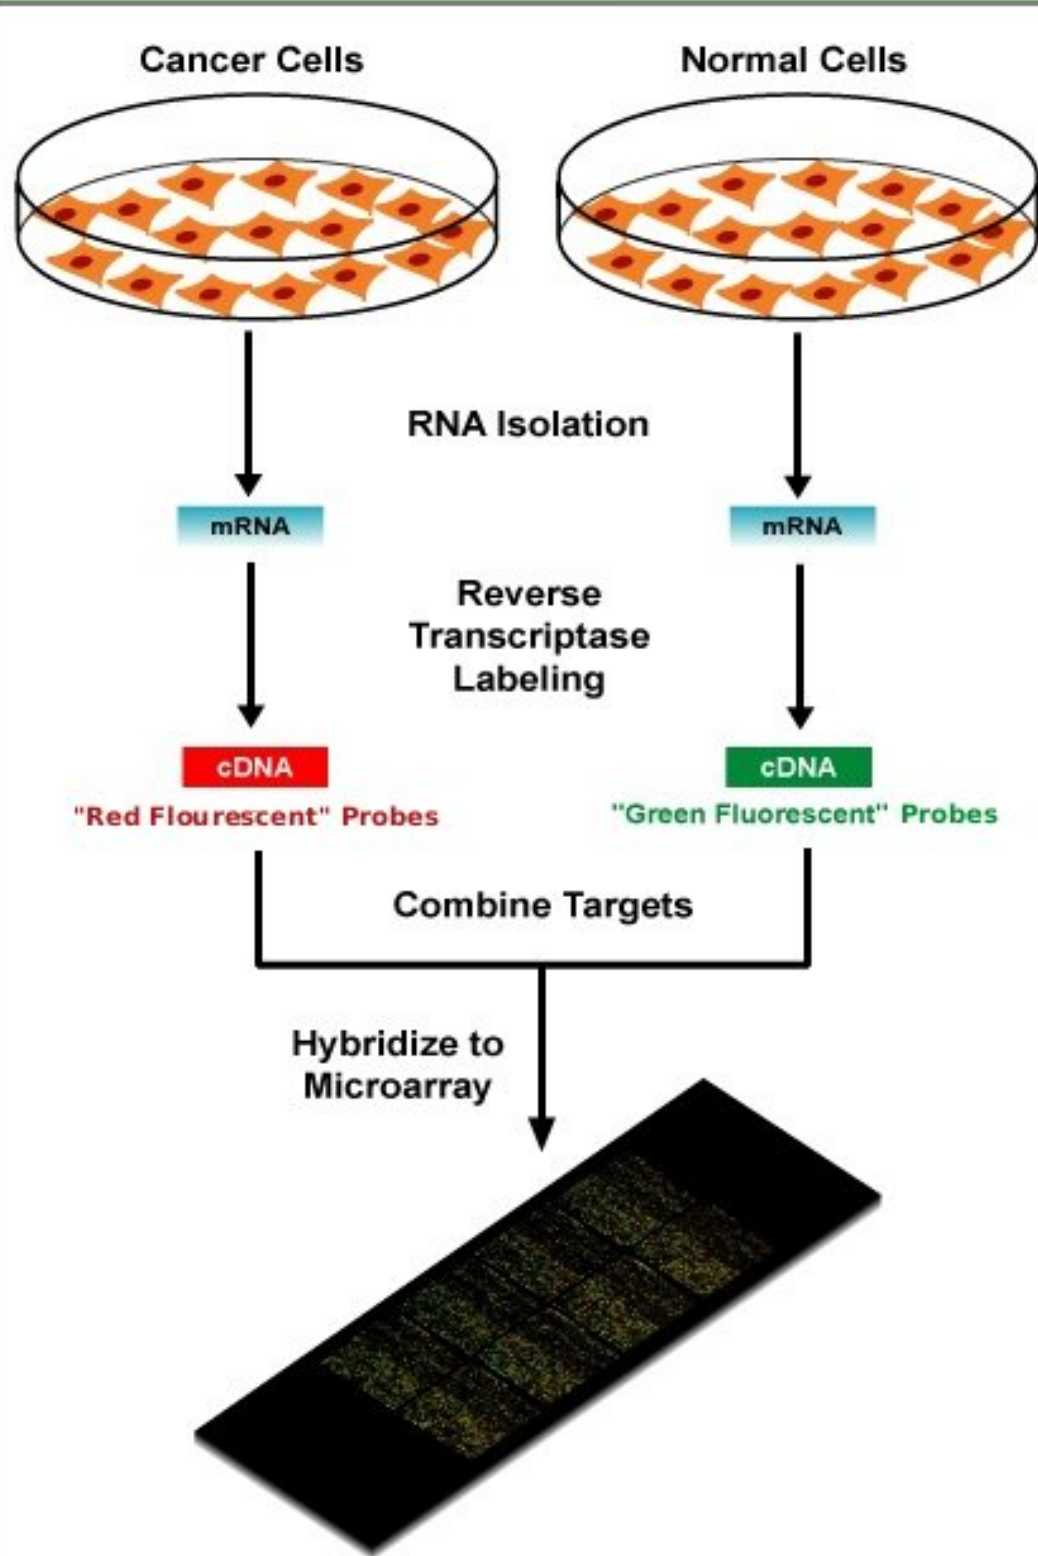 Cancer Cells
Normal Cells
RNA Isolation
mRNA
mRNA
Reverse
Transcriptase
Labeling
cDNA
cDNA
"Red Flourescent" Probes
"Green Fluorescent" Probes
Combine Targets
Hybridize to
Microarray